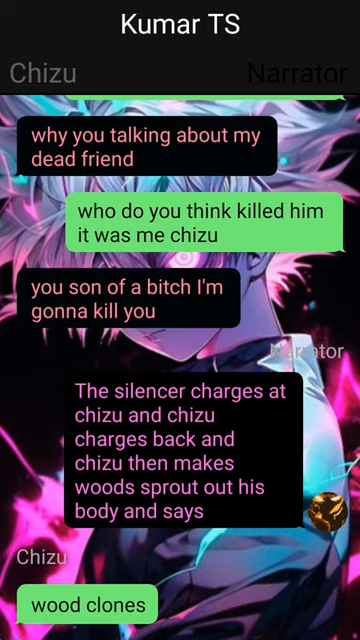 Kumar TS
Chizu
Narrator
why you talking about my
dead friend
who do you think killed him
it was me chizu
you son of a bitch I'm
gonna kill you
Narrator
The silencer charges at
chizu and chizu
charges back and
chizu then makes
woods sprout out his
body and says
Chizu
wood clones